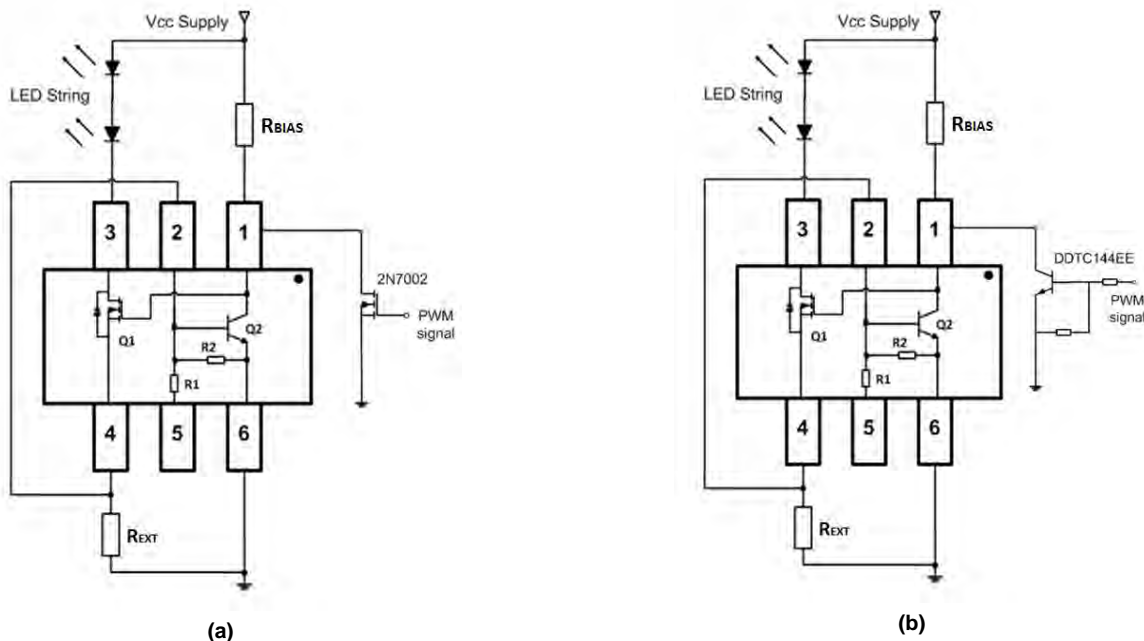 Vcc Supply
LED String
RBIAS
3
2
1
2N7002
PWM
signal
Q1
Q2
R2
R1
4
5
6
REXT
(a)
Vcc Supply
LED String
RBIAS
3
2
1
DDTC144EE
PWM
signal
Q1
Q2
R2
R1
4
5
6
REXT
(b)